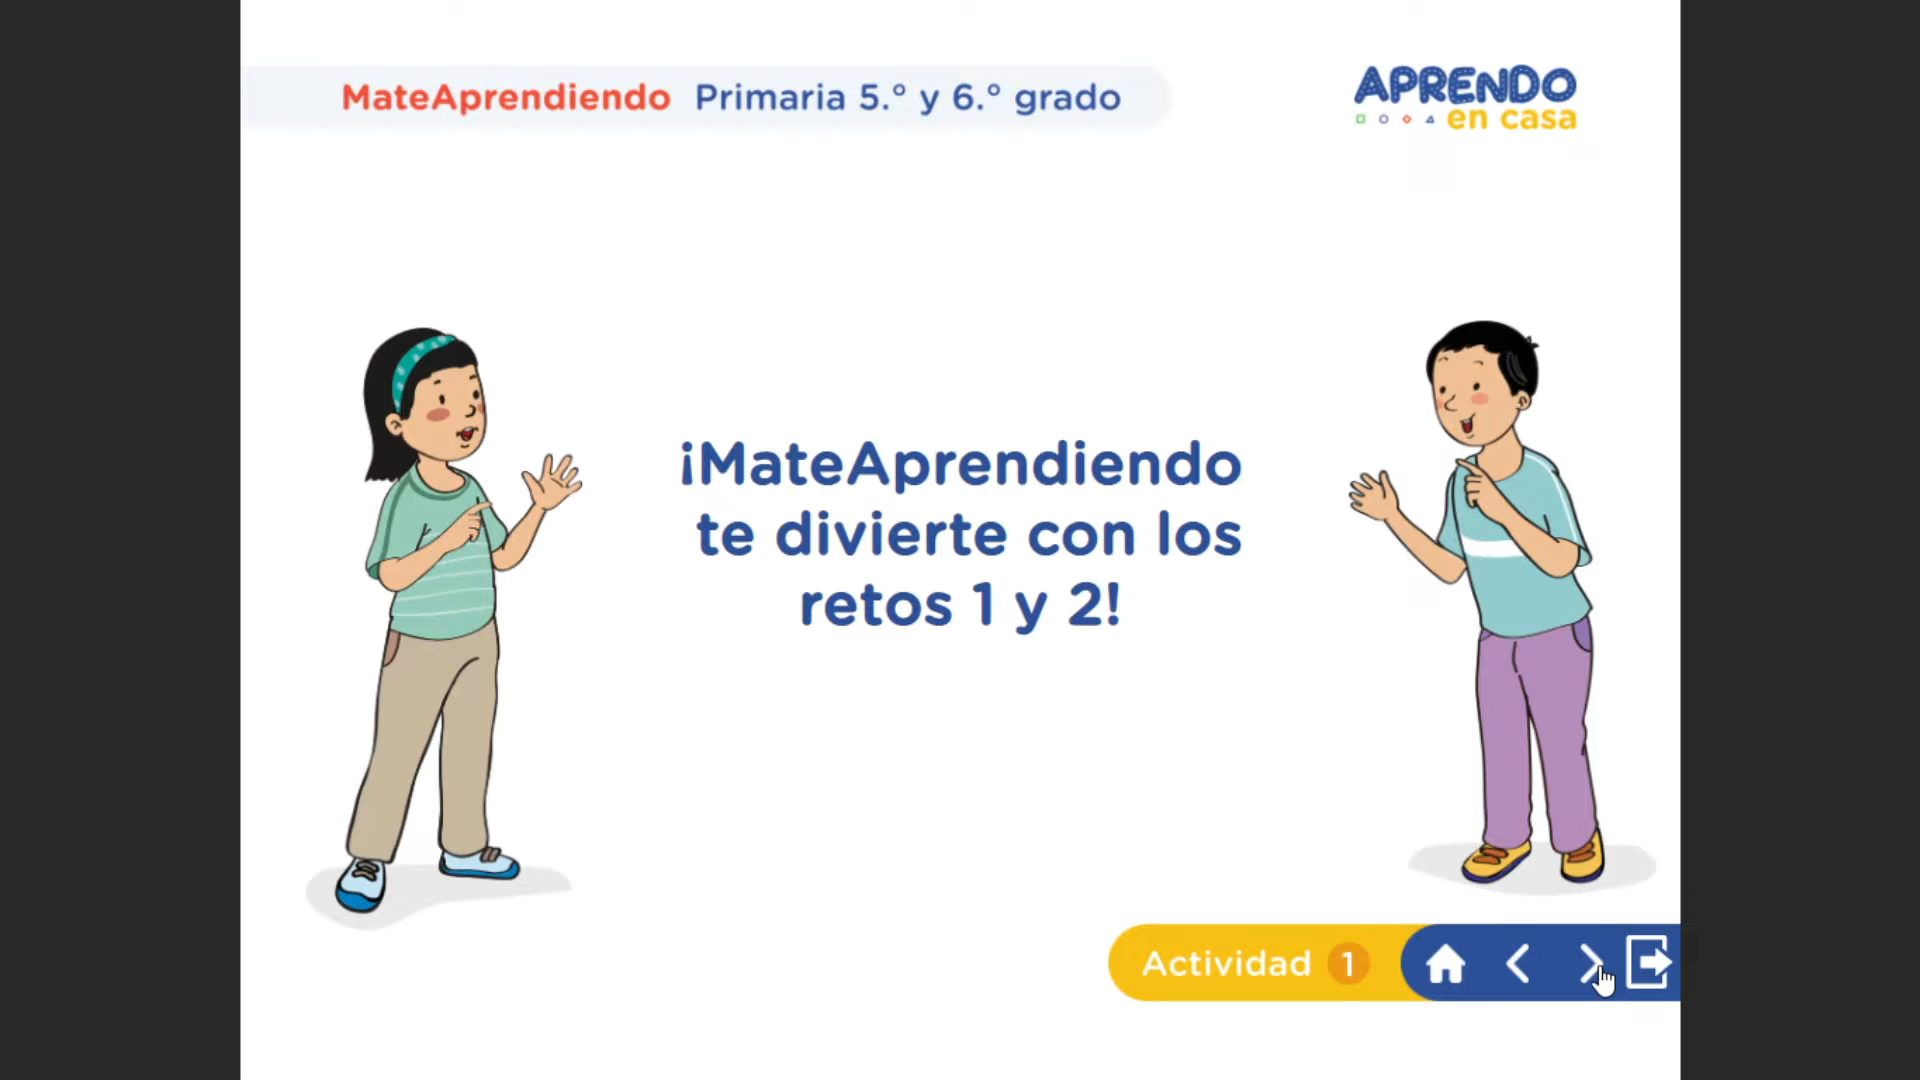 MateAprendiendo Primaria 5.° y 6.° grado
APRENDO
en casa
¡MateAprendiendo
te divierte con los
retos 1 y 2!
Actividad 1